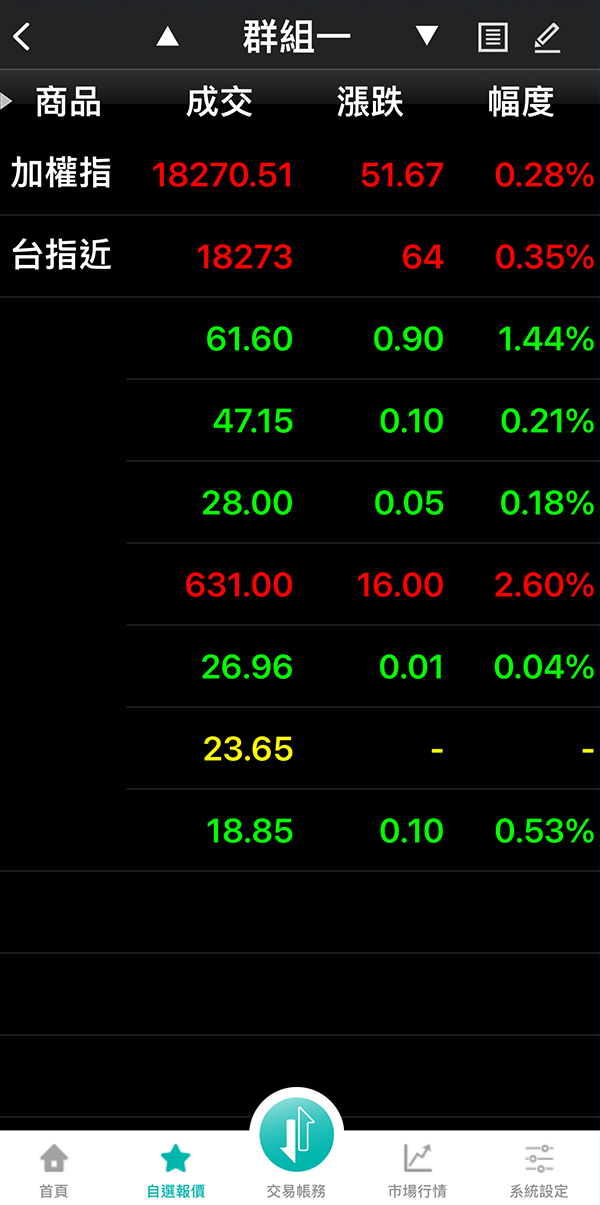 群組一
商品 成交 漲跌 幅度
加權指 18270.51 51.67 0.28%
台指近 18273 64 0.35%
61.60 0.90 1.44%
47.15 0.10 0.21%
28.00 0.05 0.18%
631.00 16.00 2.60%
26.96 0.01 0.04%
23.65 - -
18.85 0.10 0.53%
首頁 自選報價 交易帳務 市場行情 系統設定